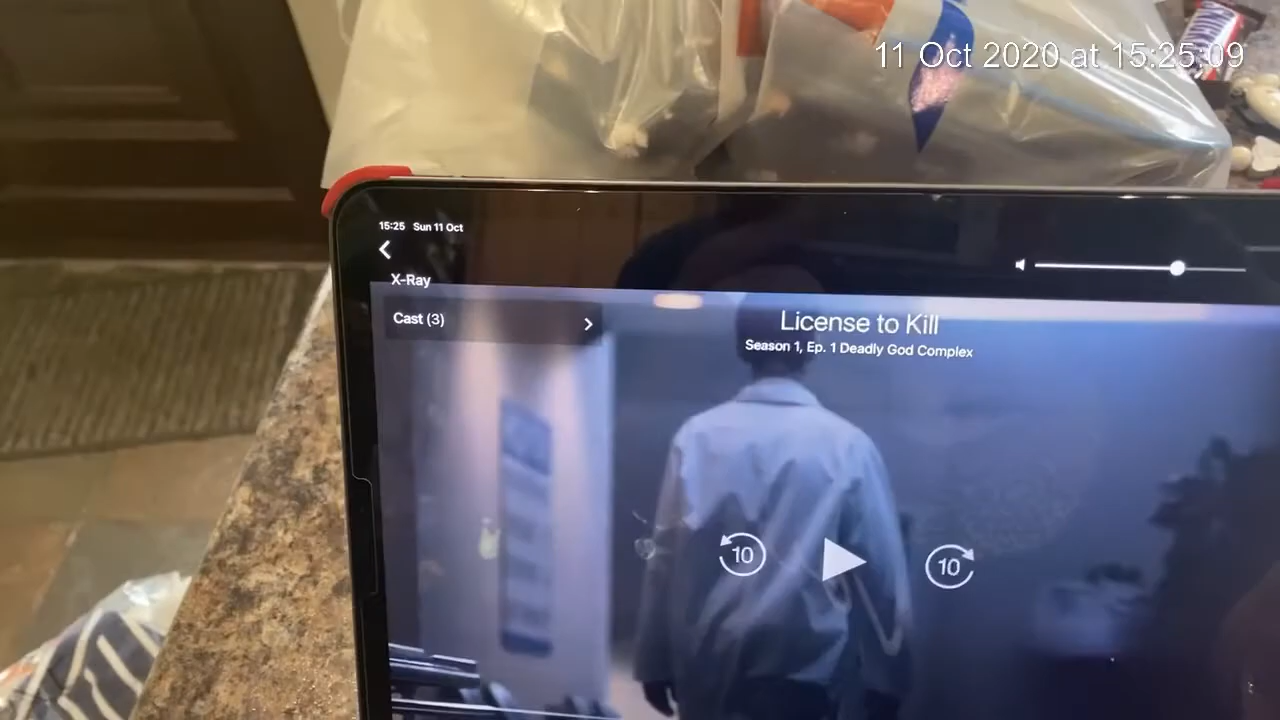 11 Oct 2020 at 15:25:09
15:25 Sun 11 Oct
X-Ray
Cast (3)
License to Kill
Season 1, Ep. 1 Deadly God Complex
10
10